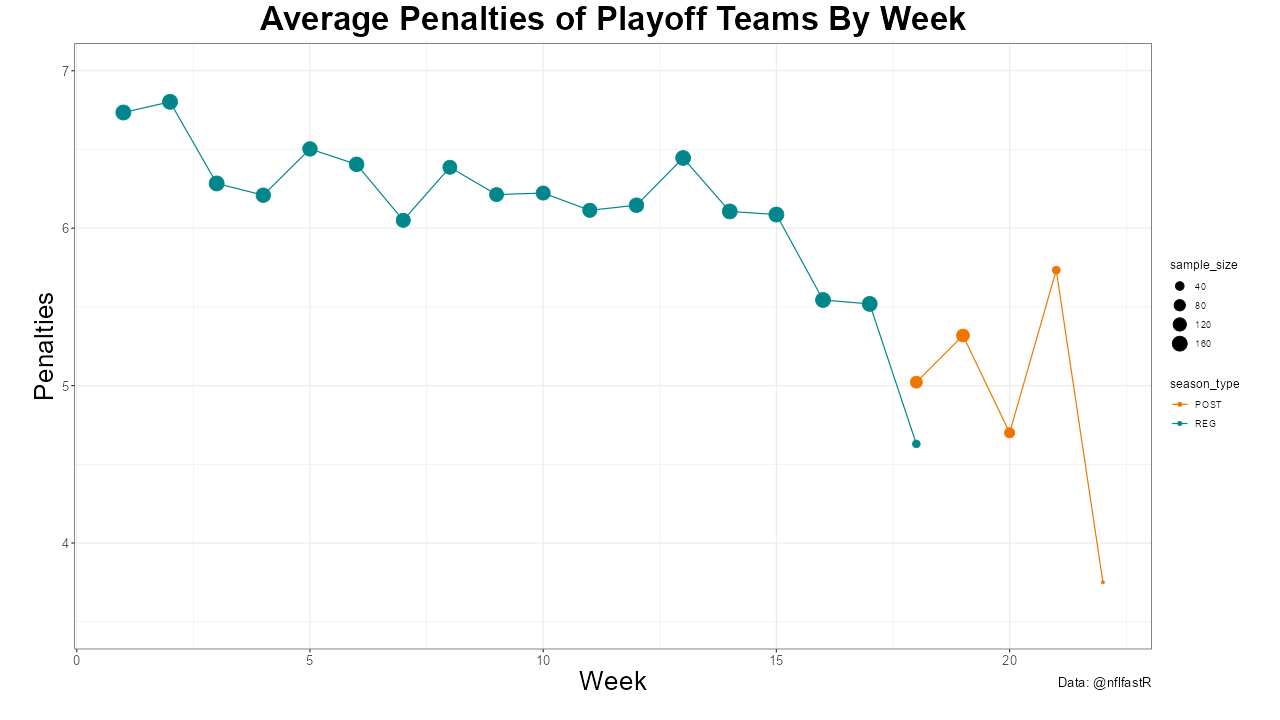 Average Penalties of Playoff Teams By Week
7
6
5
4
Penalties
0 5 10 15 20
Week
Data: @nflfastR
sample_size
40
80
120
160
season_type
POST
REG